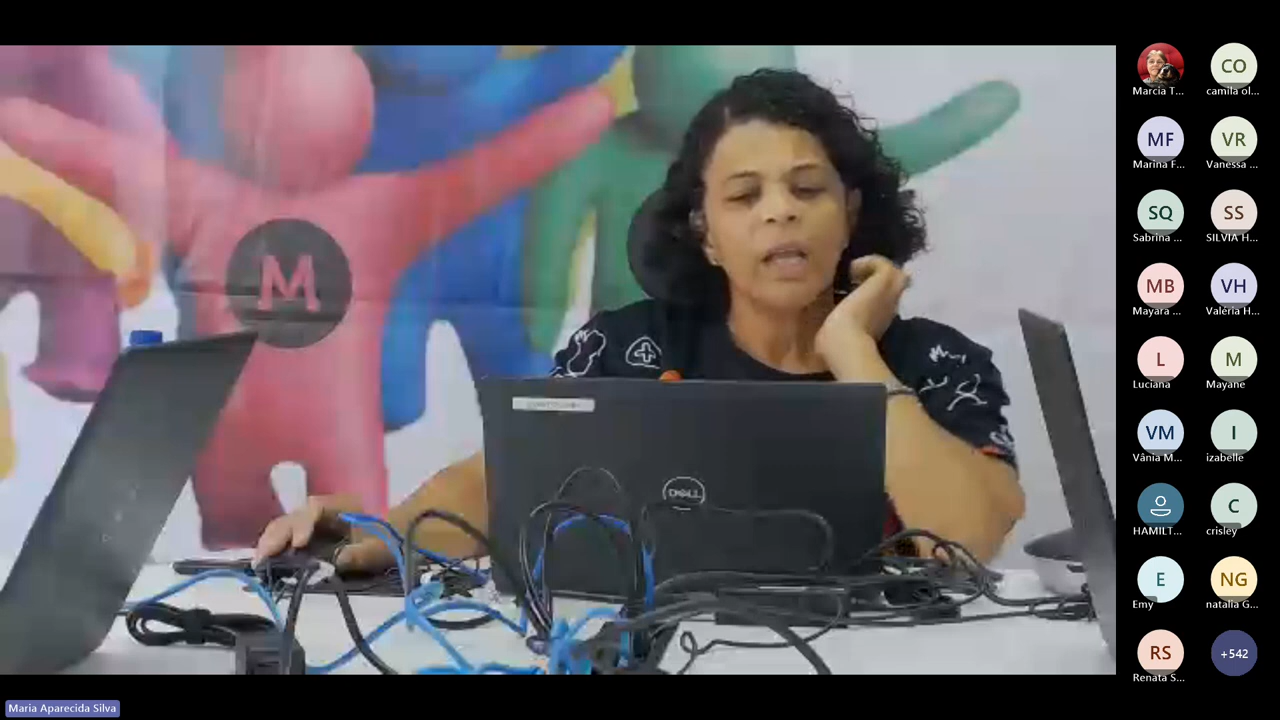 M
DELL
Maria Aparecida Silva
Marcia T...
CO
camila ol...
MF
Marina F...
VR
Vanessa ...
SQ
Sabrina ...
SS
SILVIA H...
MB
Mayara ...
VH
Valéria H...
L
Luciana
M
Mayane
VM
Vânia M...
I
izabelle
HAMILT...
C
crisley
E
Emy
NG
natalia G...
RS
Renata S...
+542